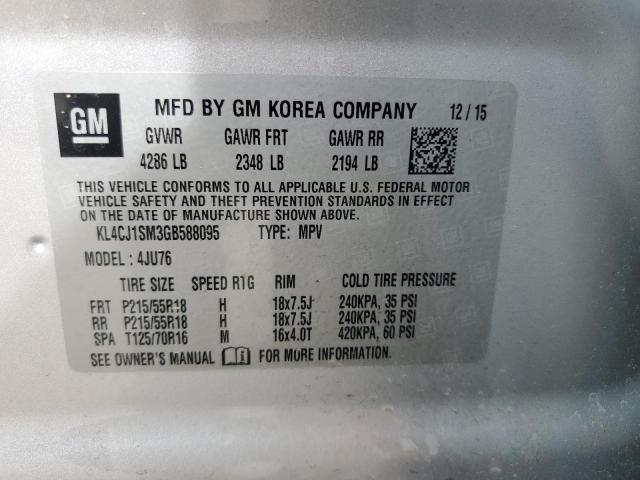 GM
MFD BY GM KOREA COMPANY 12/15
GVWR GAWR FRT GAWR RR
4286 LB 2348 LB 2194 LB
THIS VEHICLE CONFORMS TO ALL APPLICABLE U.S. FEDERAL MOTOR
VEHICLE SAFETY AND THEFT PREVENTION STANDARDS IN EFFECT
ON THE DATE OF MANUFACTURE SHOWN ABOVE.
KL4CJ1SM3GB588095 TYPE: MPV
MODEL: 4JU76
TIRE SIZE SPEED RTG RIM COLD TIRE PRESSURE
FRT P215/55R18 H 18x7.5J 240KPA, 35 PSI
RR P215/55R18 H 18x7.5J 240KPA, 35 PSI
SPA T125/70R16 M 16x4.0T 420KPA, 60 PSI
SEE OWNER'S MANUAL FOR MORE INFORMATION.